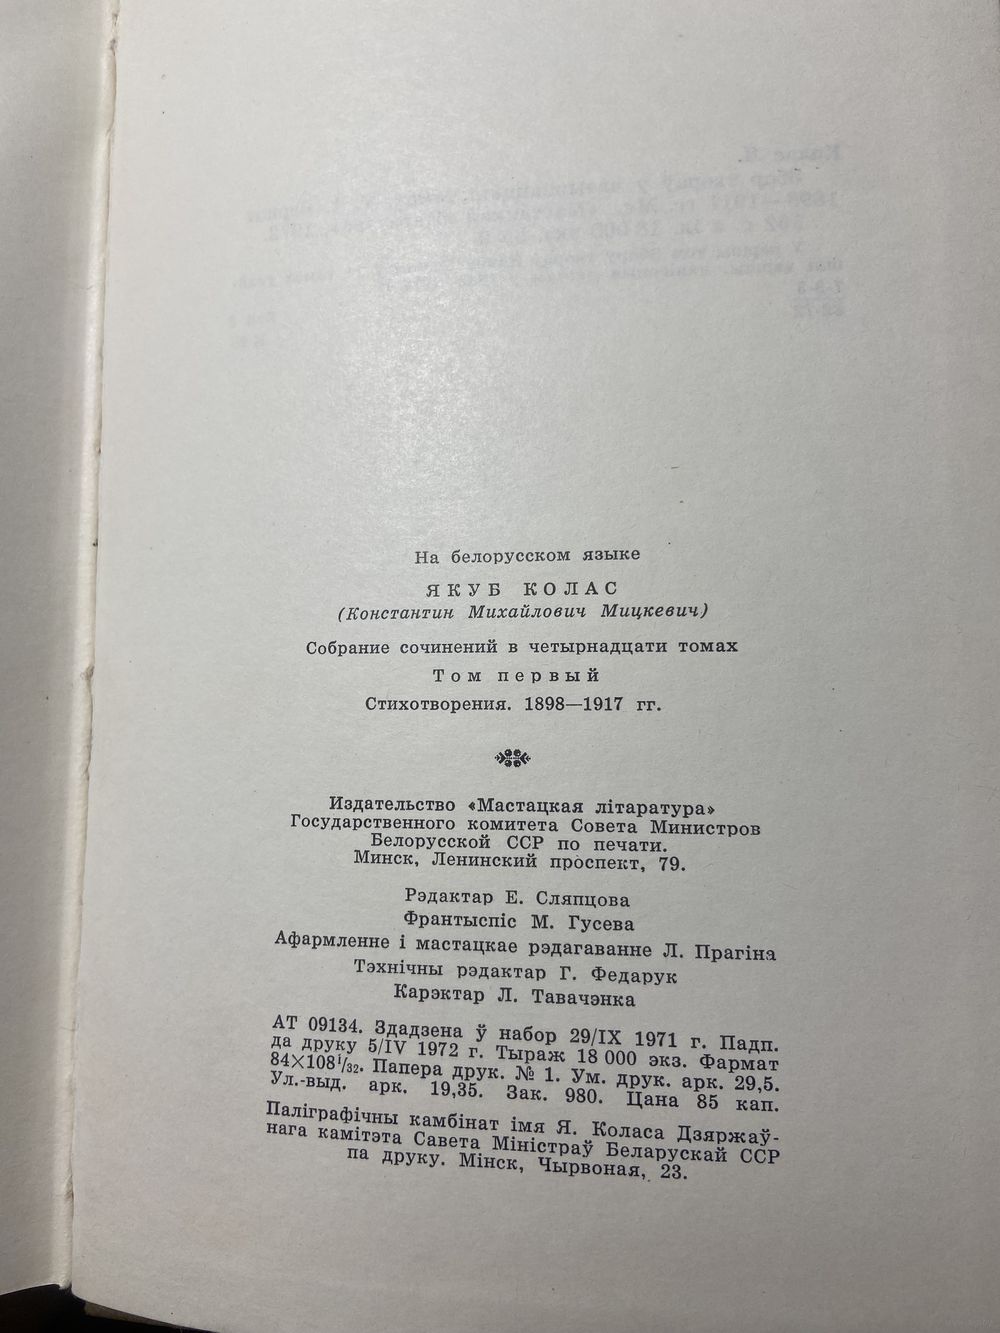 На белорусском языке
ЯКУБ КОЛАС
(Константин Михайлович Мицкевич)
Собрание сочинений в четырнадцати томах
Том первый
Стихотворения. 1898—1917 гг.
Издательство «Мастацкая літаратура»
Государственного комитета Совета Министров
Белорусской ССР по печати.
Минск, Ленинский проспект, 79.
Рэдактар Е. Сляпцова
Франтыспіс М. Гусева
Афармленне і мастацкае рэдагаванне Л. Прагіна
Тэхнічны рэдактар Г. Федарук
Карэктар Л. Тавачэнка
АТ 09134. Здадзена ў набор 29/IX 1971 г. Падп.
да друку 5/IV 1972 г. Тыраж 18 000 экз. Фармат
84×108 1/32. Папера друк. № 1. Ум. друк. арк. 29,5.
Ул.-выд. арк. 19,35. Зак. 980. Цана 85 кап.
Паліграфічны камбінат імя Я. Коласа Дзяржаў-
нага камітэта Савета Міністраў Беларускай ССР
па друку. Мінск, Чырвоная, 23.